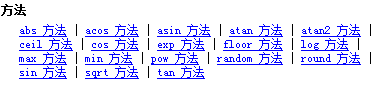 方法
abs 方法 | acos 方法 | asin 方法 | atan 方法 | atan2 方法 |
ceil 方法 | cos 方法 | exp 方法 | floor 方法 | log 方法 |
max 方法 | min 方法 | pow 方法 | random 方法 | round 方法 |
sin 方法 | sqrt 方法 | tan 方法